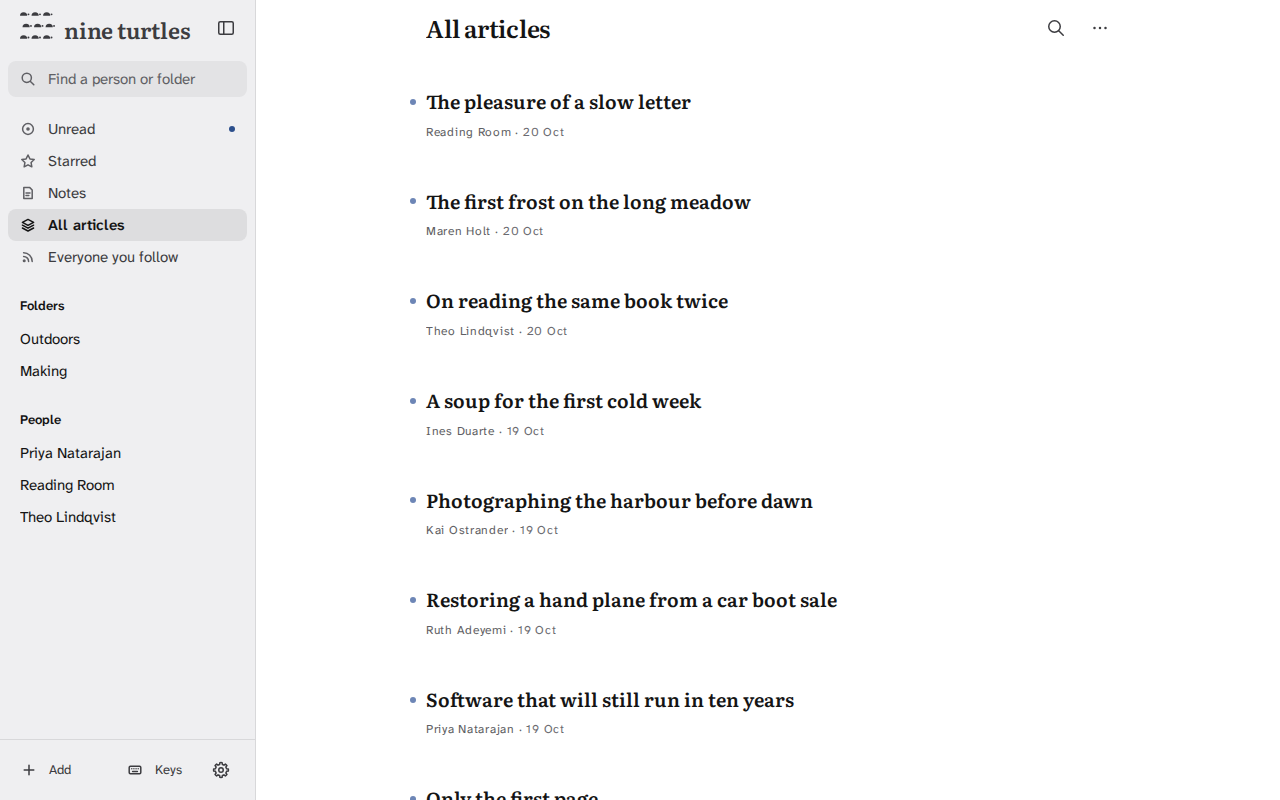 nine turtles
Find a person or folder
Unread
Starred
Notes
All articles
Everyone you follow
Folders
Outdoors
Making
People
Priya Natarajan
Reading Room
Theo Lindqvist
Add
Keys
All articles
The pleasure of a slow letter
Reading Room · 20 Oct
The first frost on the long meadow
Maren Holt · 20 Oct
On reading the same book twice
Theo Lindqvist · 20 Oct
A soup for the first cold week
Ines Duarte · 19 Oct
Photographing the harbour before dawn
Kai Ostrander · 19 Oct
Restoring a hand plane from a car boot sale
Ruth Adeyemi · 19 Oct
Software that will still run in ten years
Priya Natarajan · 19 Oct
Only the first page